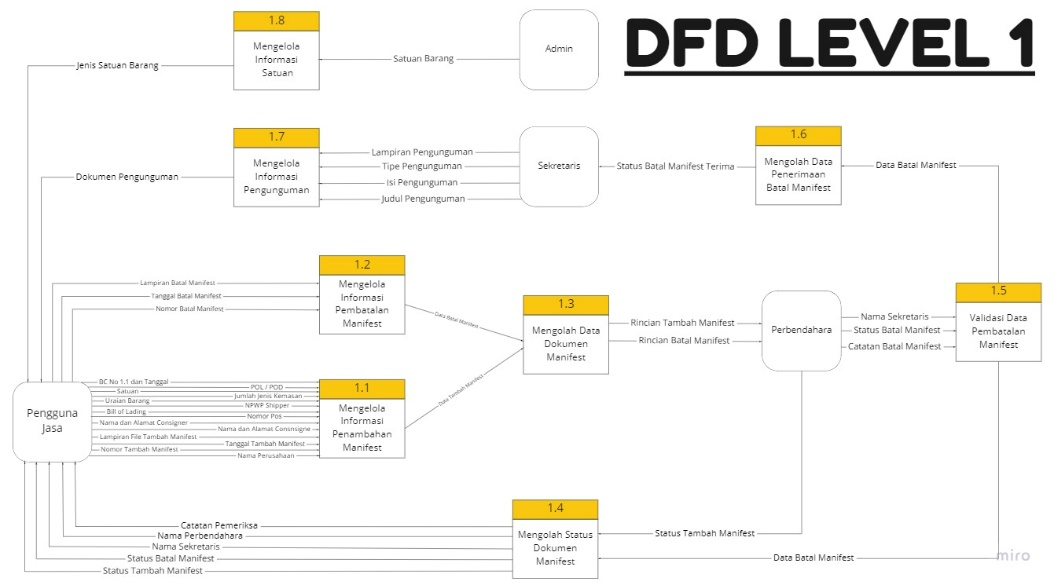 DFD LEVEL 1
1.8
Mengelola
Informasi
Satuan
Admin
Satuan Barang
Jenis Satuan Barang
1.7
Mengelola
Informasi
Pengunguman
Lampiran Pengunguman
Tipe Pengunguman
Isi Pengunguman
Judul Pengunguman
Sekretaris
Status Batal Manifest Terima
1.6
Mengolah Data
Penerimaan
Batal Manifest
Data Batal Manifest
Dokumen Pengunguman
1.2
Mengelola
Informasi
Pembatalan
Manifest
Lampiran Batal Manifest
Tanggal Batal Manifest
Nomor Batal Manifest
Data Batal Manifest
1.3
Mengolah Data
Dokumen
Manifest
Rincian Tambah Manifest
Rincian Batal Manifest
Perbendahara
Nama Sekretaris
Status Batal Manifest
Catatan Batal Manifest
1.5
Validasi Data
Pembatalan
Manifest
Data Tambah Manifest
Pengguna
Jasa
BC No 1.1 dan Tanggal
POL / POD
Satuan
Jumlah Jenis Kemasan
Uraian Barang
NPWP Shipper
Bill of Lading
Nomor Pos
Nama dan Alamat Consigner
Nama dan Alamat Consinsgne
Lampiran File Tambah Manifest
Tanggal Tambah Manifest
Nomor Tambah Manifest
Nama Perusahaan
1.1
Mengelola
Informasi
Penambahan
Manifest
1.4
Mengolah Status
Dokumen
Manifest
Catatan Pemeriksa
Nama Perbendahara
Nama Sekretaris
Status Batal Manifest
Status Tambah Manifest
Status Tambah Manifest
Data Batal Manifest
miro